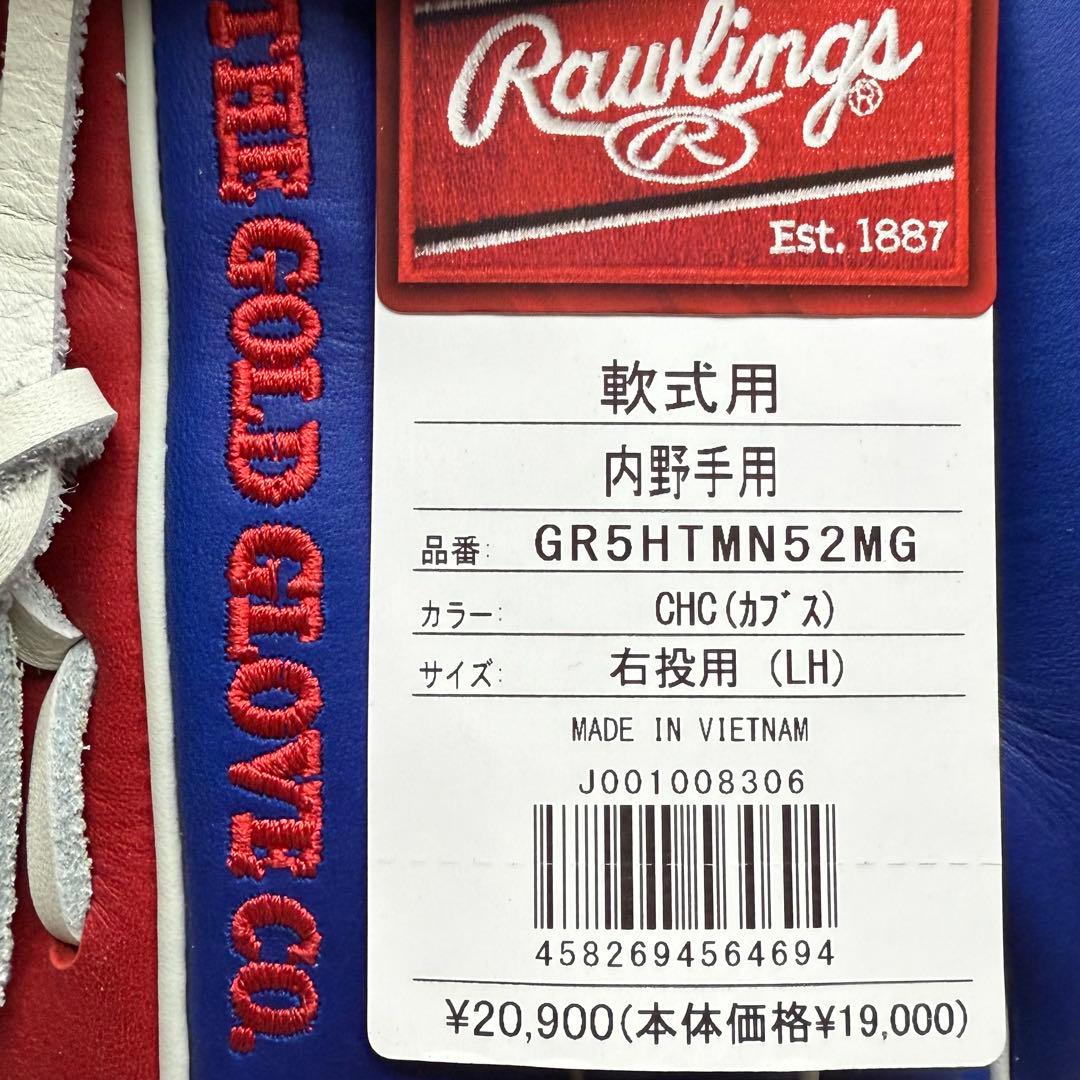 THE GOLD GLOVE CO.
Rawlings®
R
Est. 1887
軟式用
内野手用
品番: GR5HTMN52MG
カラー: CHC(カブス)
サイズ: 右投用 (LH)
MADE IN VIETNAM
J001008306
4582694564694
¥20,900(本体価格¥19,000)